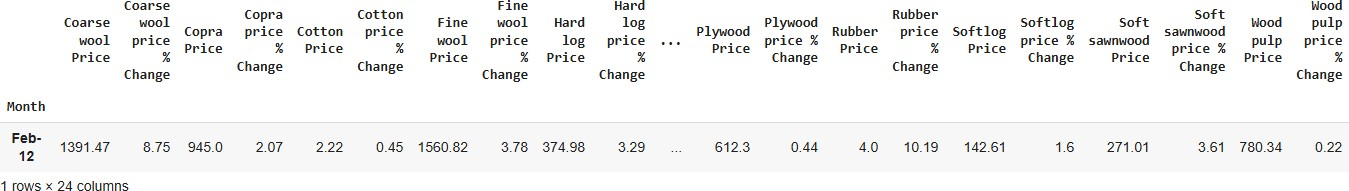 Coarse wool Price Coarse wool price % Change Copra Price Copra price % Change Cotton Price Cotton price % Change Fine wool Price Fine wool price % Change Hard log Price Hard log price % Change ... Plywood Price Plywood price % Change Rubber Price Rubber price % Change Softlog Price Softlog price % Change Soft sawnwood Price Soft sawnwood price % Change Wood pulp Price Wood pulp price % Change
Month
Feb-12 1391.47 8.75 945.0 2.07 2.22 0.45 1560.82 3.78 374.98 3.29 ... 612.3 0.44 4.0 10.19 142.61 1.6 271.01 3.61 780.34 0.22
1 rows × 24 columns